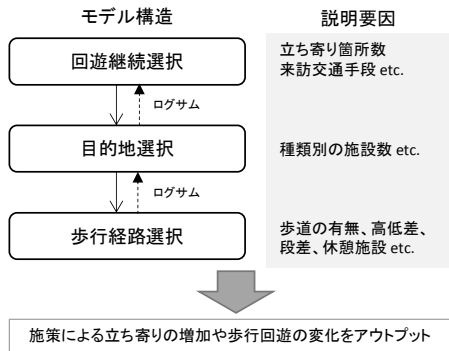 モデル構造
説明要因
回遊継続選択
立ち寄り箇所数
来訪交通手段 etc.
ログサム
目的地選択
種類別の施設数 etc.
ログサム
歩行経路選択
歩道の有無、高低差、
段差、休憩施設 etc.
施策による立ち寄りの増加や歩行回遊の変化をアウトプット